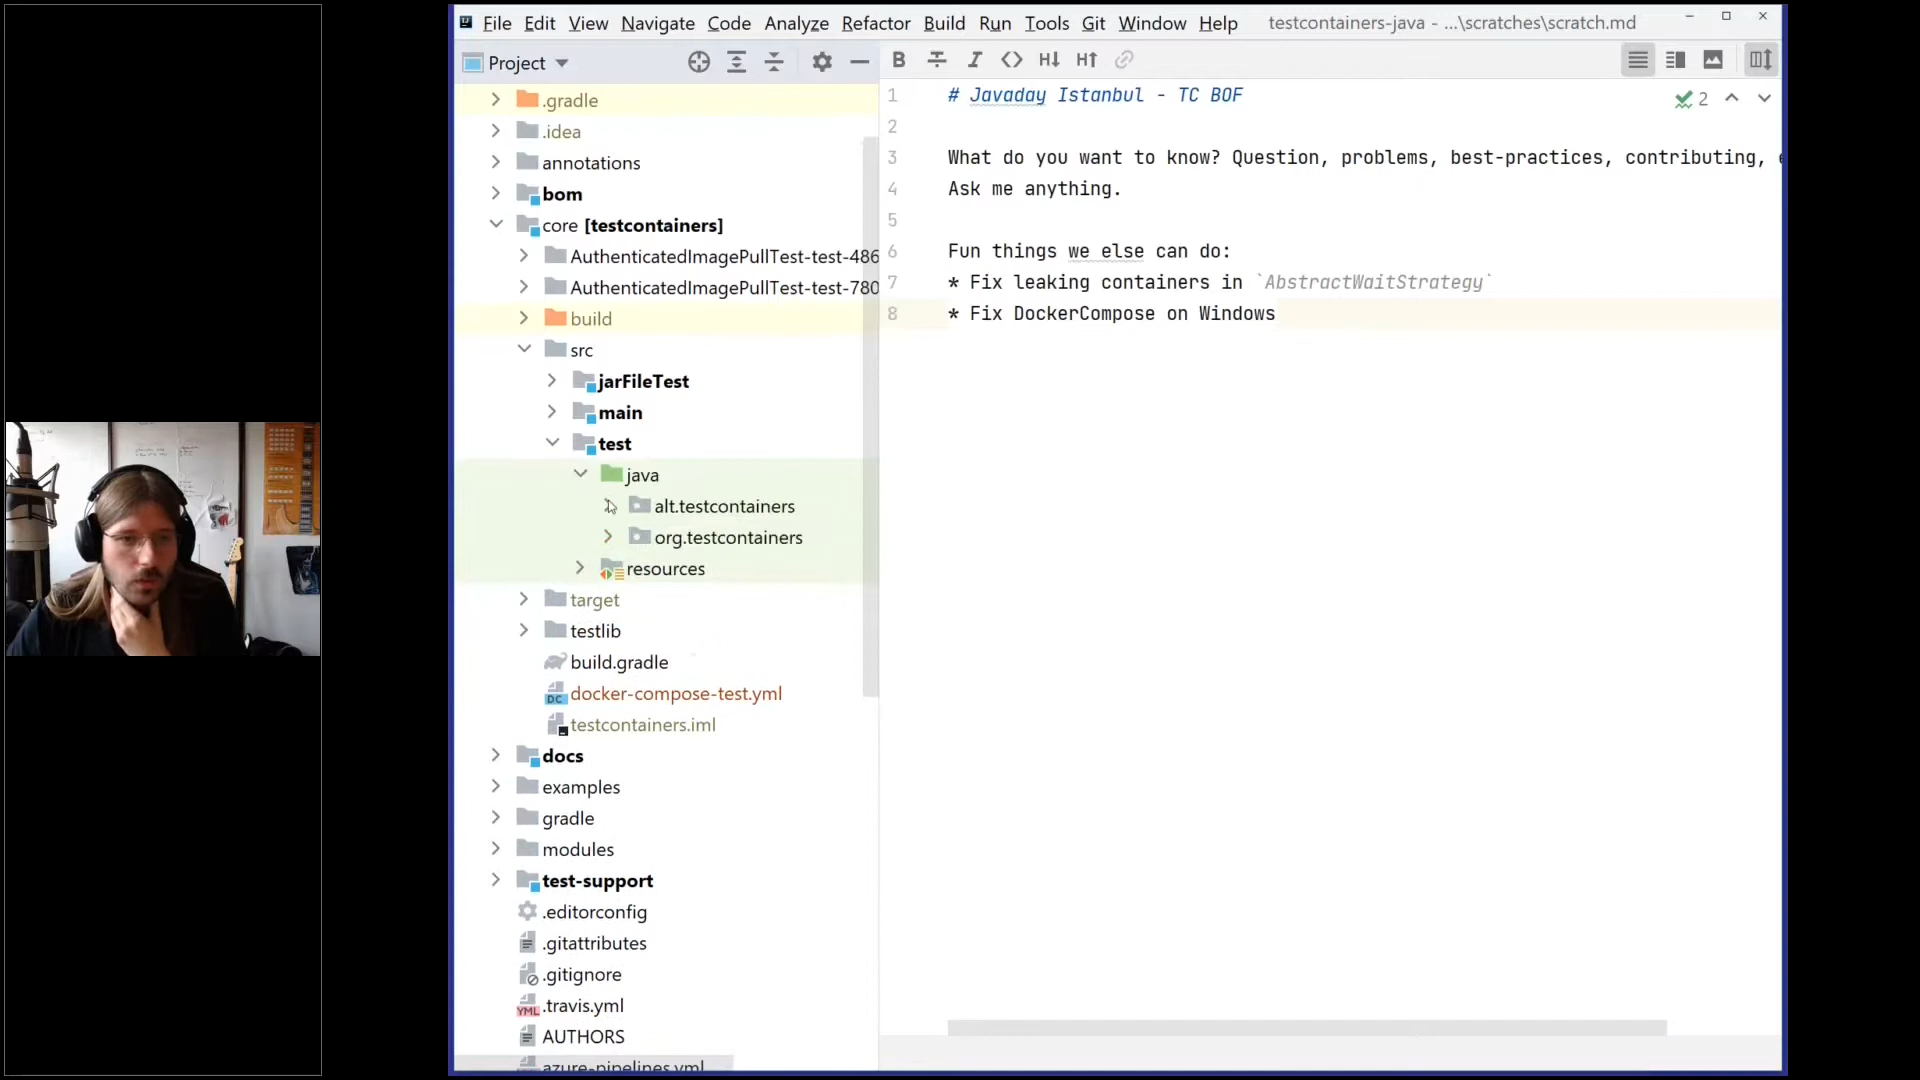 File Edit View Navigate Code Analyze Refactor Build Run Tools Git Window Help testcontainers-java - ...\scratches\scratch.md
Project
.gradle
.idea
annotations
bom
core [testcontainers]
AuthenticatedImagePullTest-test-486
AuthenticatedImagePullTest-test-780
build
src
jarFileTest
main
test
java
alt.testcontainers
org.testcontainers
resources
target
testlib
build.gradle
DC docker-compose-test.yml
testcontainers.iml
docs
examples
gradle
modules
test-support
.editorconfig
.gitattributes
.gitignore
YML .travis.yml
AUTHORS
azure-pipelines.yml
B I H↓ H↑
1 # Javaday Istanbul - TC BOF
2
3 What do you want to know? Question, problems, best-practices, contributing,
4 Ask me anything.
5
6 Fun things we else can do:
7 * Fix leaking containers in `AbstractWaitStrategy`
8 * Fix DockerCompose on Windows
2